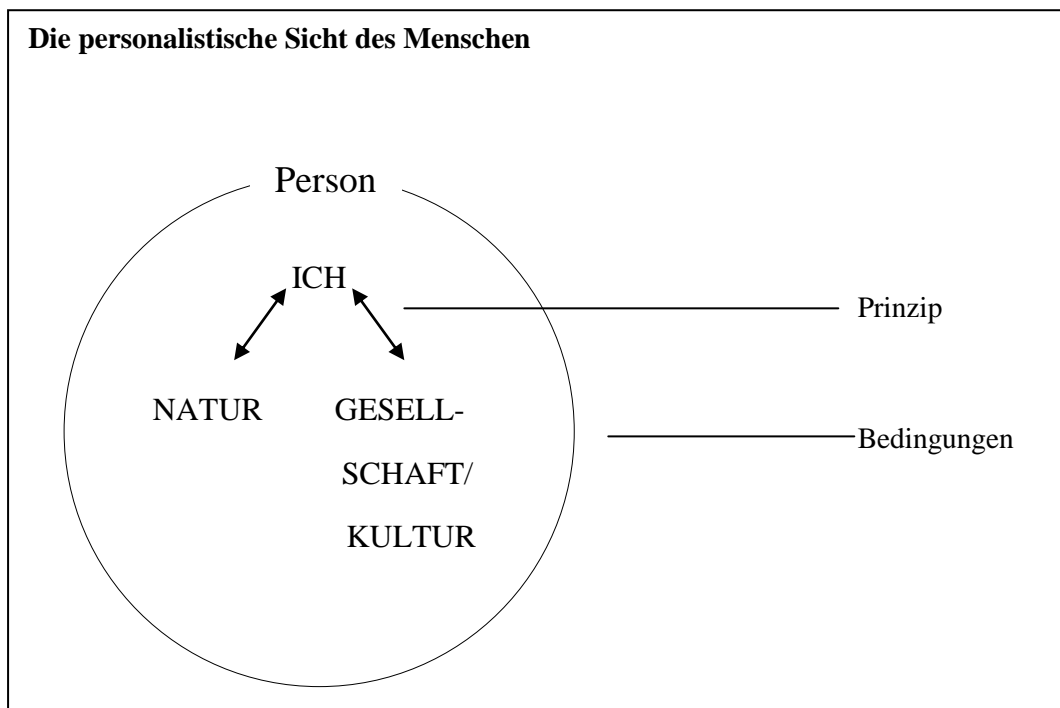 Die personalistische Sicht des Menschen
Person
ICH
Prinzip
NATUR
GESELL-
SCHAFT/
KULTUR
Bedingungen